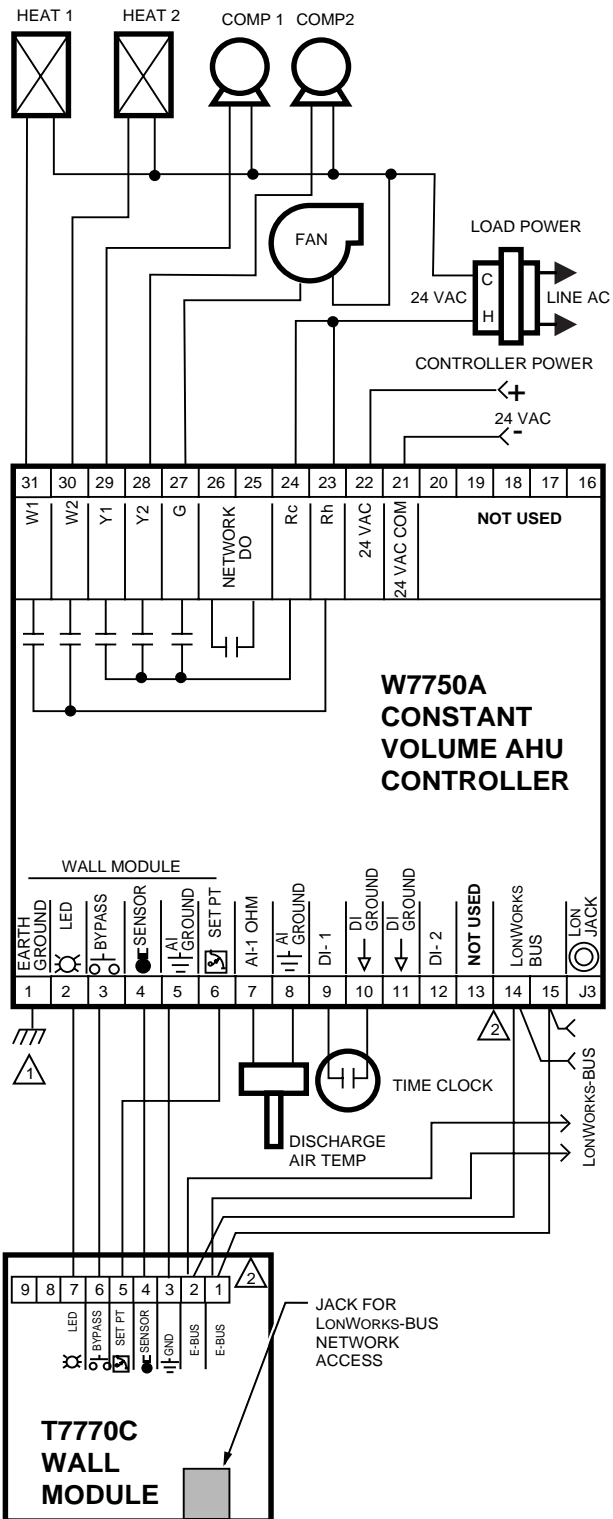 HEAT 1
HEAT 2
COMP 1
COMP2
FAN
LOAD POWER
C
24 VAC
LINE AC
H
CONTROLLER POWER
+
24 VAC
-
31 30 29 28 27 26 25 24 23 22 21 20 19 18 17 16
W1
W2
Y1
Y2
G
NETWORK
DO
Rc
Rh
24 VAC
24 VAC COM
NOT USED
W7750A
CONSTANT
VOLUME AHU
CONTROLLER
WALL MODULE
EARTH
GROUND
LED
BYPASS
SENSOR
AI
GROUND
SET PT
AI-1 OHM
AI
GROUND
DI- 1
DI
GROUND
DI
GROUND
DI- 2
NOT USED
LONWORKS
BUS
LON
JACK
1 2 3 4 5 6 7 8 9 10 11 12 13 14 15 J3
1
2
TIME CLOCK
DISCHARGE
AIR TEMP
LONWORKS-BUS
9 8 7 6 5 4 3 2 1
2
LED
BYPASS
SET PT
SENSOR
GND
E-BUS
E-BUS
JACK FOR
LONWORKS-BUS
NETWORK
ACCESS
T7770C
WALL
MODULE